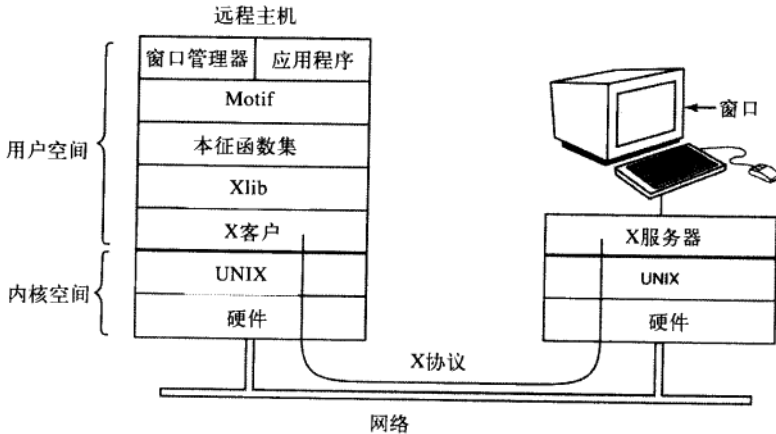 远程主机
窗口管理器 应用程序
Motif
本征函数集
Xlib
X客户
UNIX
硬件
用户空间
内核空间
窗口
X服务器
UNIX
硬件
X协议
网络